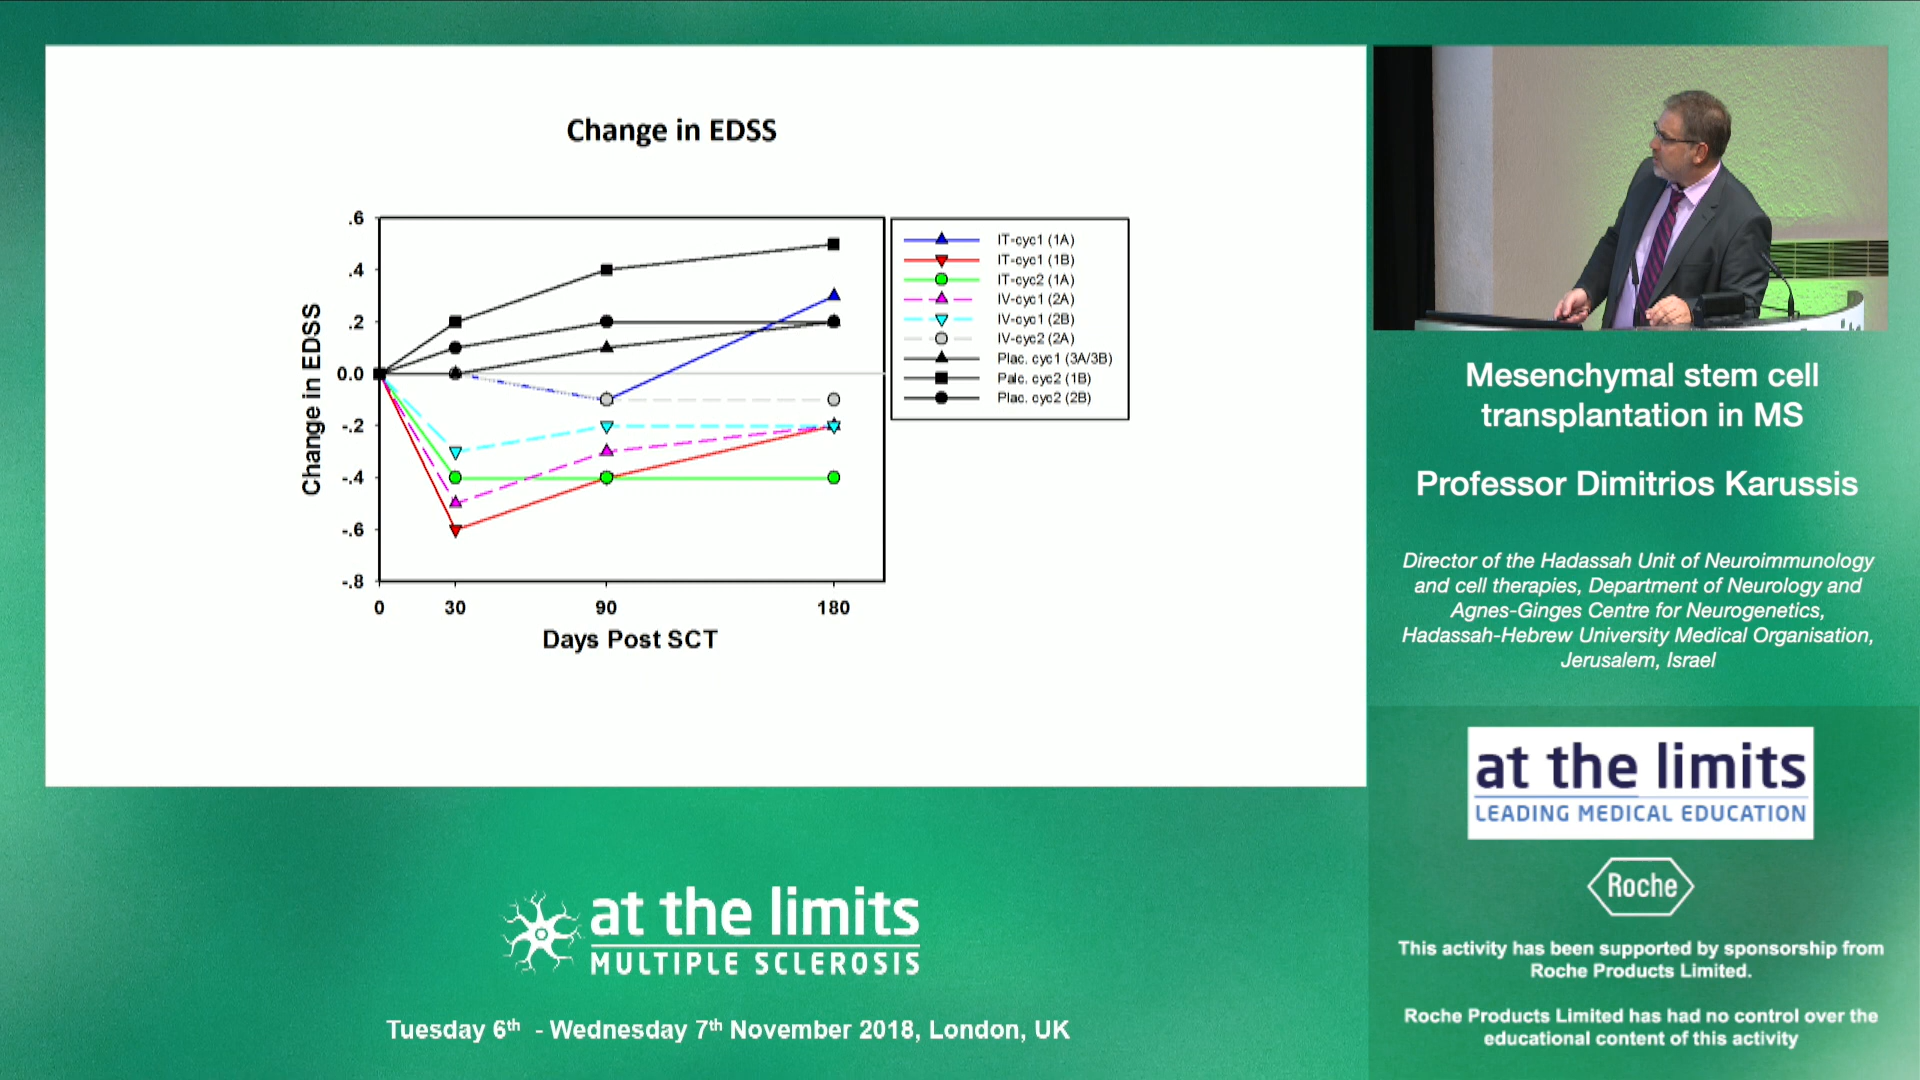 Change in EDSS
Change in EDSS
.6
.4
.2
0.0
-.2
-.4
-.6
-.8
0 30 90 180
Days Post SCT
IT-cyc1 (1A)
IT-cyc1 (1B)
IT-cyc2 (1A)
IV-cyc1 (2A)
IV-cyc1 (2B)
IV-cyc2 (2A)
Plac. cyc1 (3A/3B)
Palc. cyc2 (1B)
Plac. cyc2 (2B)
Mesenchymal stem cell
transplantation in MS
Professor Dimitrios Karussis
Director of the Hadassah Unit of Neuroimmunology
and cell therapies, Department of Neurology and
Agnes-Ginges Centre for Neurogenetics,
Hadassah-Hebrew University Medical Organisation,
Jerusalem, Israel
at the limits
LEADING MEDICAL EDUCATION
Roche
This activity has been supported by sponsorship from
Roche Products Limited.
Roche Products Limited has had no control over the
educational content of this activity
at the limits
MULTIPLE SCLEROSIS
Tuesday 6th - Wednesday 7th November 2018, London, UK